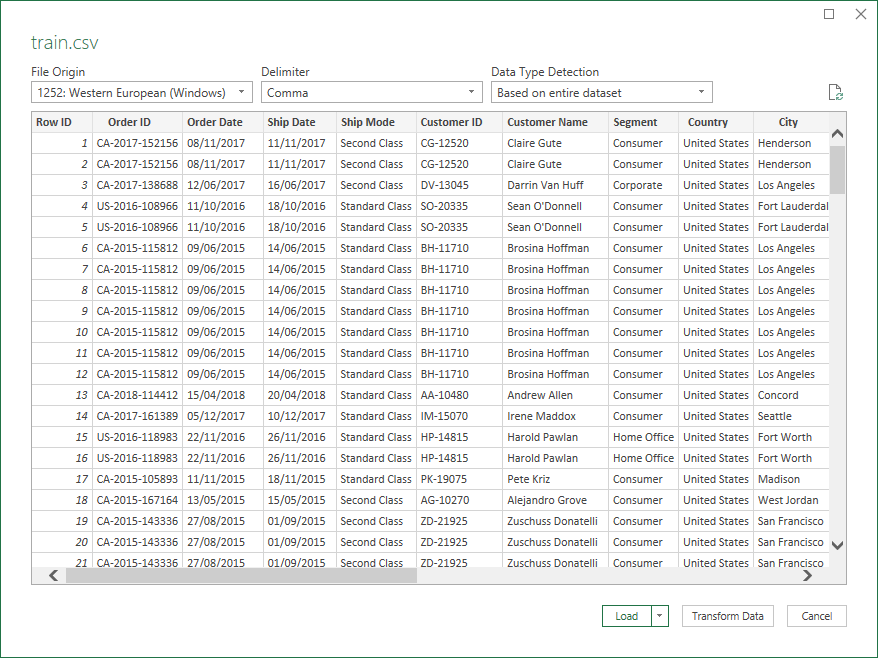 train.csv
File Origin Delimiter Data Type Detection
1252: Western European (Windows) Comma Based on entire dataset
Row ID Order ID Order Date Ship Date Ship Mode Customer ID Customer Name Segment Country City
1 CA-2017-152156 08/11/2017 11/11/2017 Second Class CG-12520 Claire Gute Consumer United States Henderson
2 CA-2017-152156 08/11/2017 11/11/2017 Second Class CG-12520 Claire Gute Consumer United States Henderson
3 CA-2017-138688 12/06/2017 16/06/2017 Second Class DV-13045 Darrin Van Huff Corporate United States Los Angeles
4 US-2016-108966 11/10/2016 18/10/2016 Standard Class SO-20335 Sean O'Donnell Consumer United States Fort Lauderdal
5 US-2016-108966 11/10/2016 18/10/2016 Standard Class SO-20335 Sean O'Donnell Consumer United States Fort Lauderdal
6 CA-2015-115812 09/06/2015 14/06/2015 Standard Class BH-11710 Brosina Hoffman Consumer United States Los Angeles
7 CA-2015-115812 09/06/2015 14/06/2015 Standard Class BH-11710 Brosina Hoffman Consumer United States Los Angeles
8 CA-2015-115812 09/06/2015 14/06/2015 Standard Class BH-11710 Brosina Hoffman Consumer United States Los Angeles
9 CA-2015-115812 09/06/2015 14/06/2015 Standard Class BH-11710 Brosina Hoffman Consumer United States Los Angeles
10 CA-2015-115812 09/06/2015 14/06/2015 Standard Class BH-11710 Brosina Hoffman Consumer United States Los Angeles
11 CA-2015-115812 09/06/2015 14/06/2015 Standard Class BH-11710 Brosina Hoffman Consumer United States Los Angeles
12 CA-2015-115812 09/06/2015 14/06/2015 Standard Class BH-11710 Brosina Hoffman Consumer United States Los Angeles
13 CA-2018-114412 15/04/2018 20/04/2018 Standard Class AA-10480 Andrew Allen Consumer United States Concord
14 CA-2017-161389 05/12/2017 10/12/2017 Standard Class IM-15070 Irene Maddox Consumer United States Seattle
15 US-2016-118983 22/11/2016 26/11/2016 Standard Class HP-14815 Harold Pawlan Home Office United States Fort Worth
16 US-2016-118983 22/11/2016 26/11/2016 Standard Class HP-14815 Harold Pawlan Home Office United States Fort Worth
17 CA-2015-105893 11/11/2015 18/11/2015 Standard Class PK-19075 Pete Kriz Consumer United States Madison
18 CA-2015-167164 13/05/2015 15/05/2015 Second Class AG-10270 Alejandro Grove Consumer United States West Jordan
19 CA-2015-143336 27/08/2015 01/09/2015 Second Class ZD-21925 Zuschuss Donatelli Consumer United States San Francisco
20 CA-2015-143336 27/08/2015 01/09/2015 Second Class ZD-21925 Zuschuss Donatelli Consumer United States San Francisco
21 CA-2015-143336 27/08/2015 01/09/2015 Second Class ZD-21925 Zuschuss Donatelli Consumer United States San Francisco
Load Transform Data Cancel